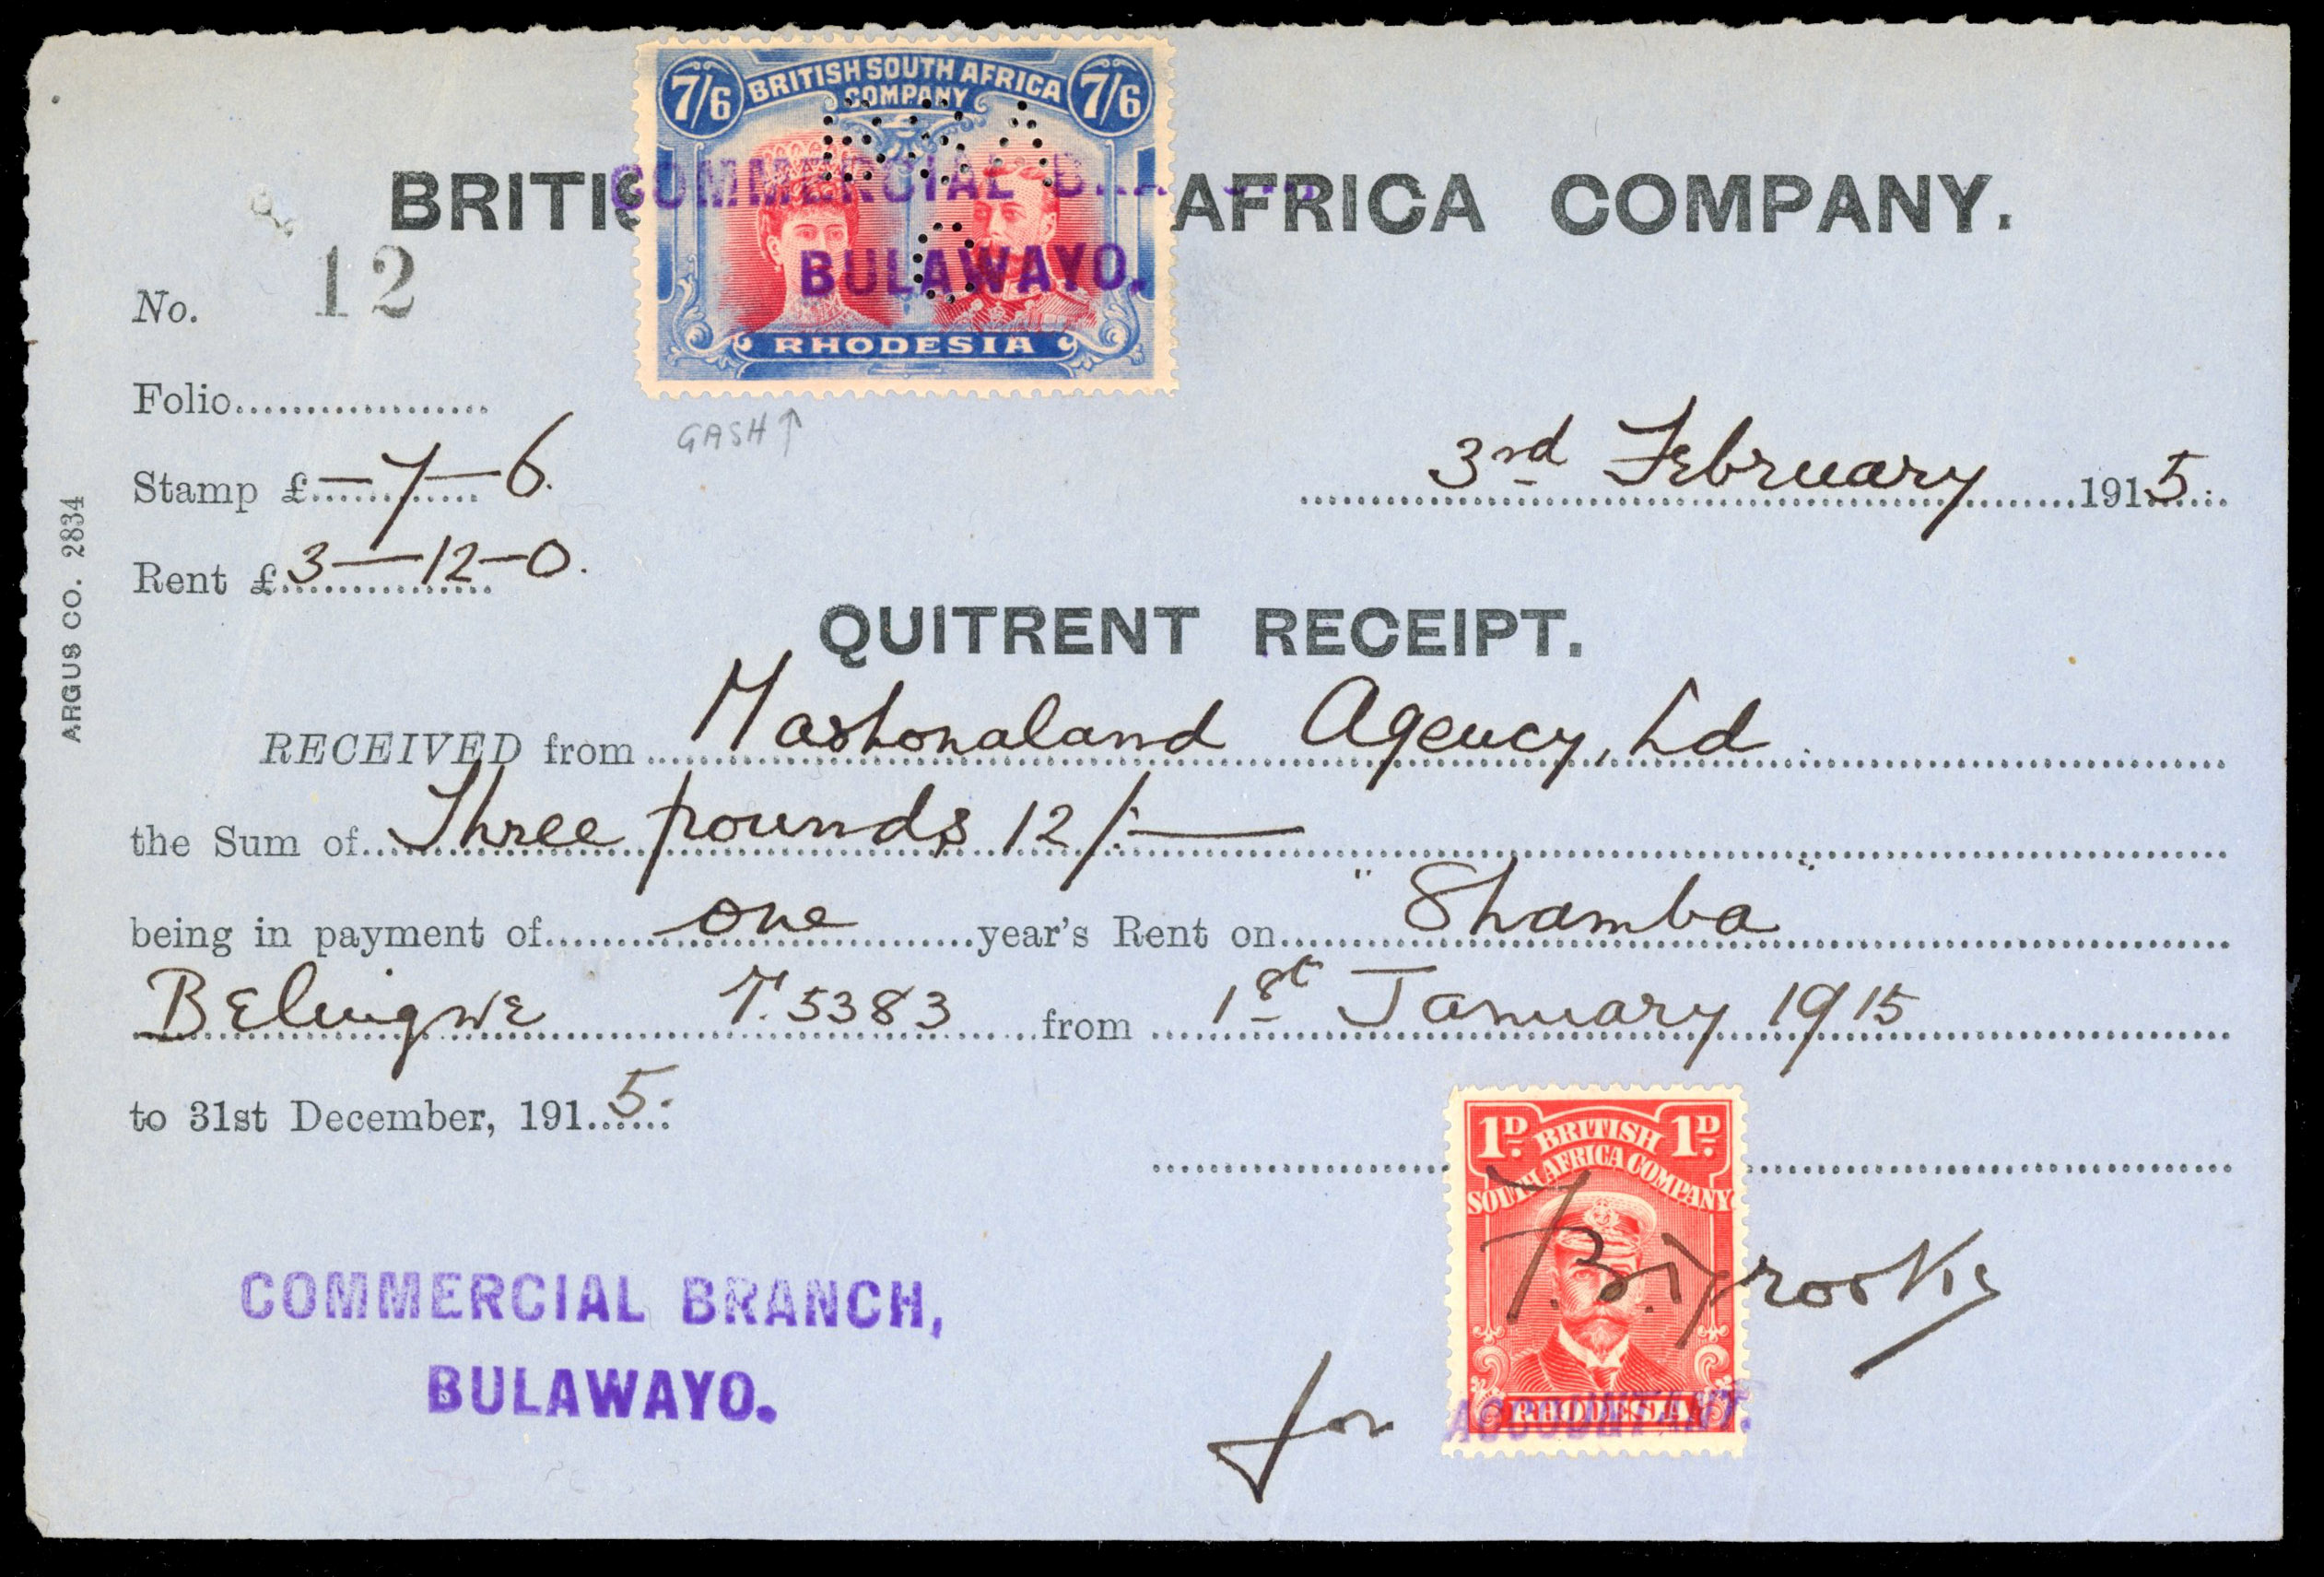 7/6 BRITISH SOUTH AFRICA COMPANY 7/6
COMMERCIAL
BULAWAYO.
RHODESIA
BRITIS AFRICA COMPANY.
No. 12
Folio
GASH↑
Stamp £ -7-6.
3rd February 1915
Rent £ 3-12-0.
ARGUS CO. 2834
QUITRENT RECEIPT.
RECEIVED from Mashonaland Agency, Ld
the Sum of Three pounds 12/-
being in payment of one year's Rent on "Shamba"
Belingwe T. 5383 from 1st January 1915
to 31st December, 1915.
1D. BRITISH 1D.
SOUTH AFRICA COMPANY
RHODESIA
COMMERCIAL BRANCH,
BULAWAYO.
for ACCOUNTANT.